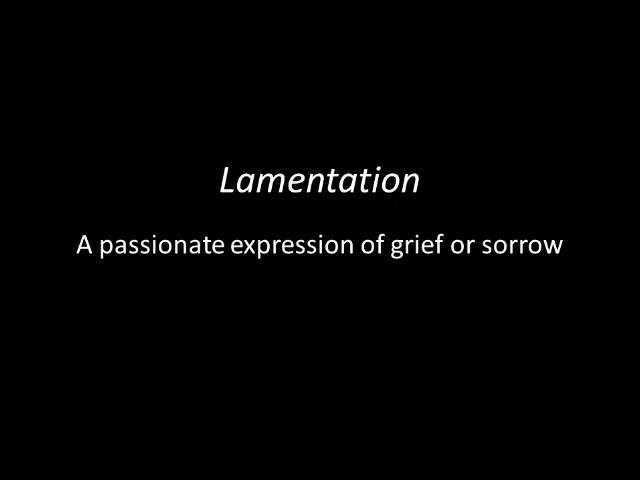 Lamentation
A passionate expression of grief or sorrow